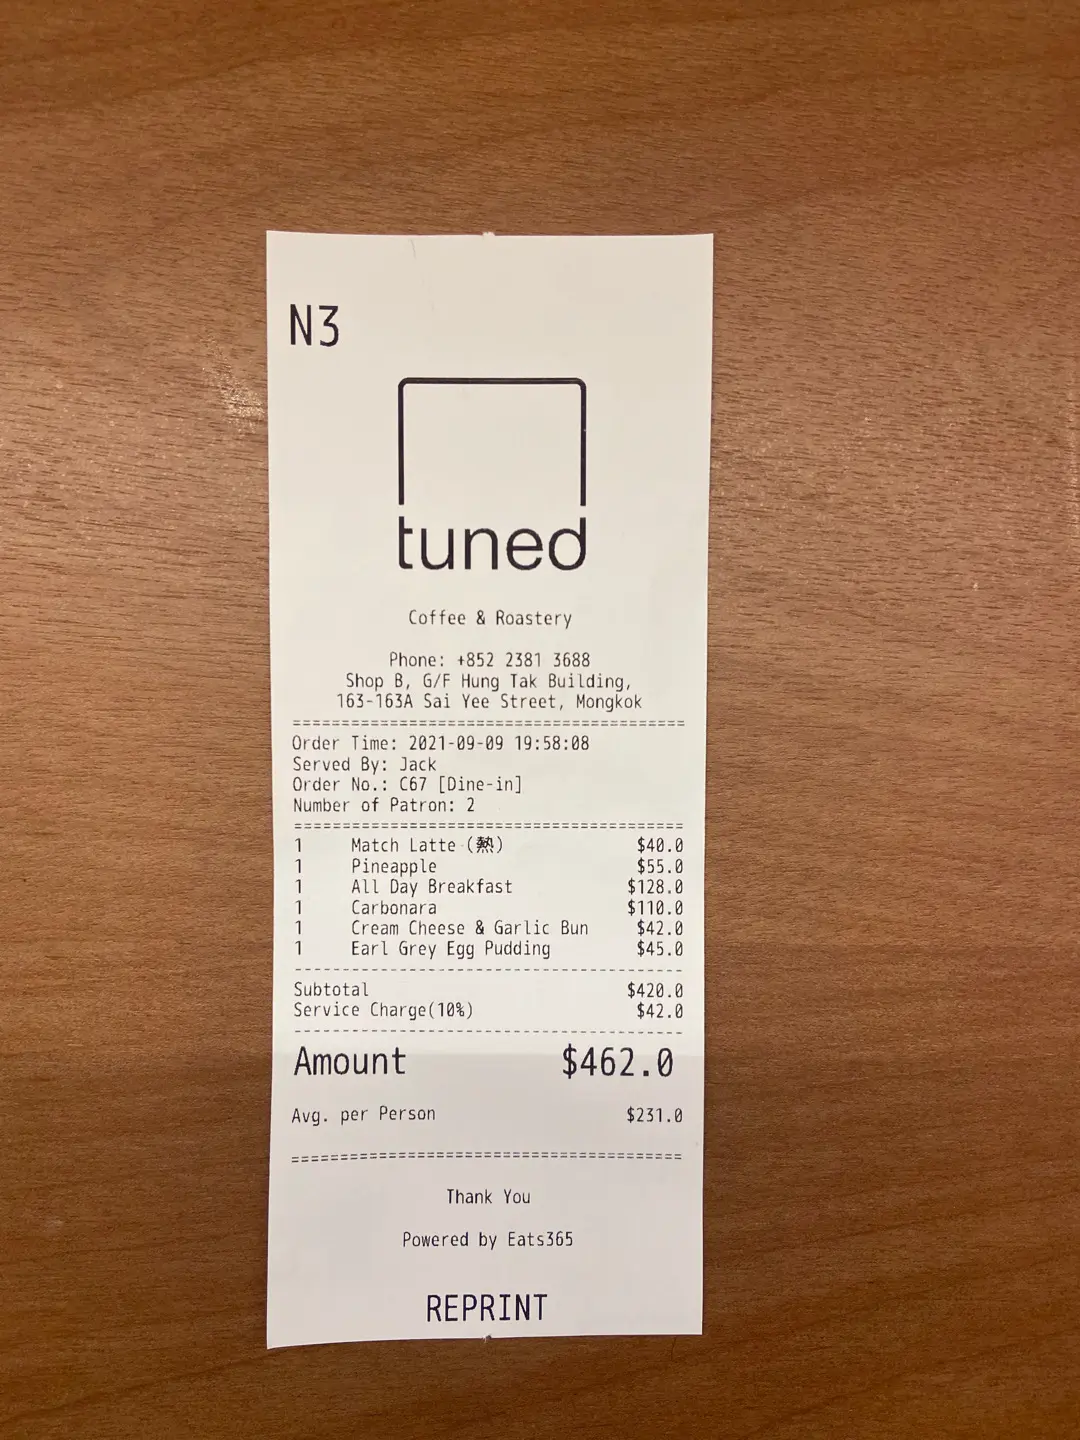 N3
tuned
Coffee & Roastery
Phone: +852 2381 3688
Shop B, G/F Hung Tak Building,
163-163A Sai Yee Street, Mongkok
========================================
Order Time: 2021-09-09 19:58:08
Served By: Jack
Order No.: C67 [Dine-in]
Number of Patron: 2
========================================
1 Match Latte (熱) $40.0
1 Pineapple $55.0
1 All Day Breakfast $128.0
1 Carbonara $110.0
1 Cream Cheese & Garlic Bun $42.0
1 Earl Grey Egg Pudding $45.0
----------------------------------------
Subtotal $420.0
Service Charge(10%) $42.0
----------------------------------------
Amount $462.0
Avg. per Person $231.0
========================================
Thank You
Powered by Eats365
REPRINT